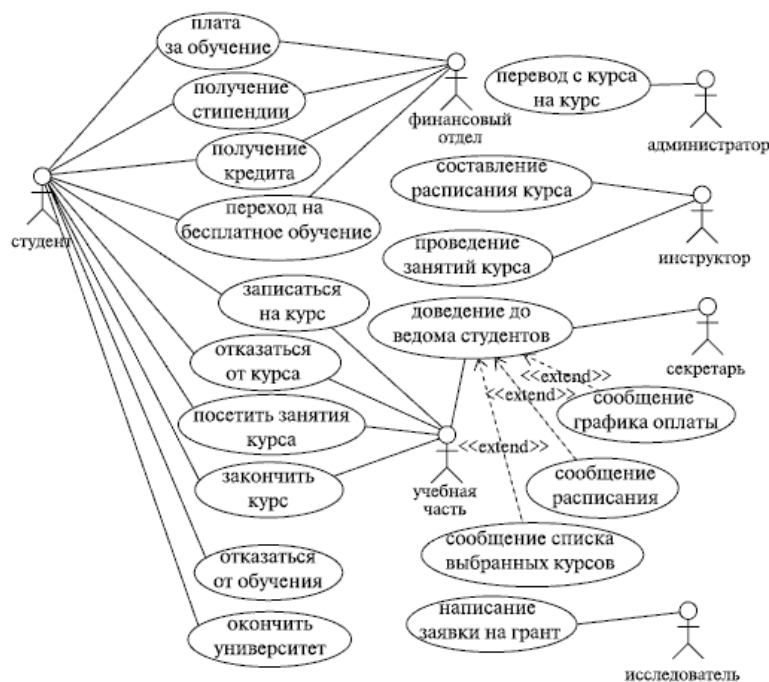 плата
за обучение
получение
стипендии
получение
кредита
переход на
бесплатное обучение
студент
финансовый
отдел
перевод с курса
на курс
администратор
составление
расписания курса
проведение
занятий курса
инструктор
записаться
на курс
отказаться
от курса
посетить занятия
курса
закончить
курс
учебная
часть
доведение до
ведома студентов
секретарь
<<extend>>
<<extend>>
<<extend>>
сообщение
графика оплаты
сообщение
расписания
сообщение списка
выбранных курсов
отказаться
от обучения
окончить
университет
написание
заявки на грант
исследователь